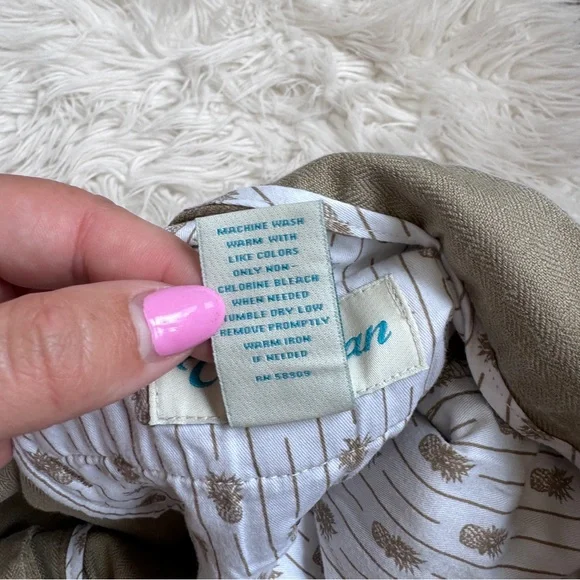 MACHINE WASH
WARM WITH
LIKE COLORS
ONLY NON-
CHLORINE BLEACH
WHEN NEEDED
TUMBLE DRY LOW
REMOVE PROMPTLY
WARM IRON
IF NEEDED
RN 58909